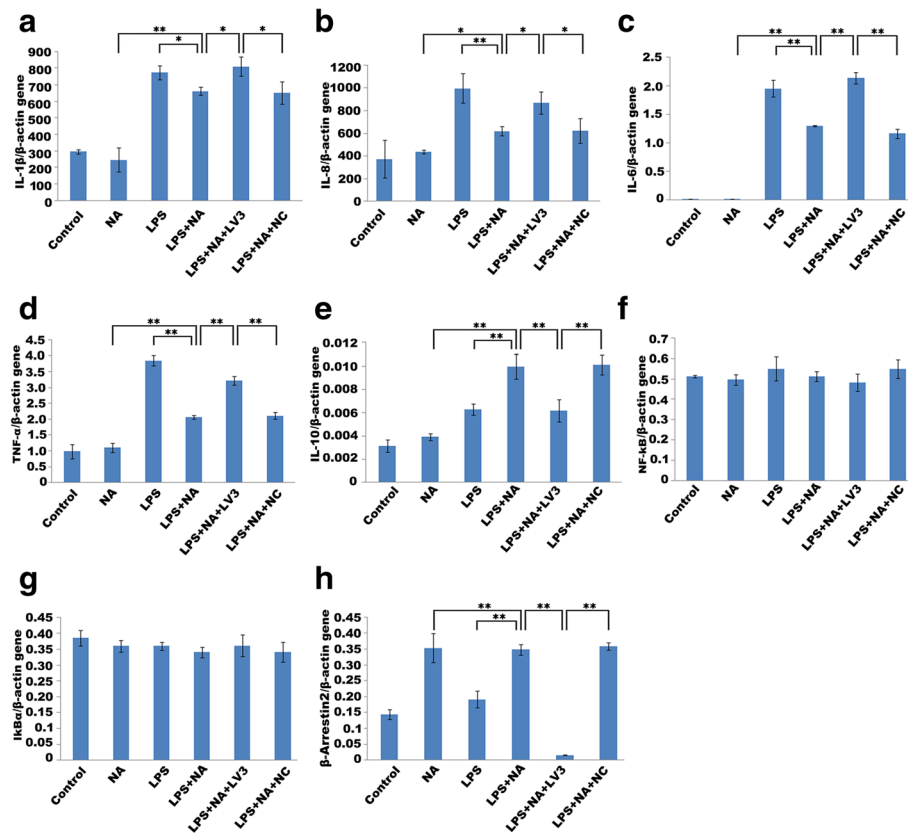 a
**
*
*
*
IL-1β/β-actin gene
900
800
700
600
500
400
300
200
100
0
Control
NA
LPS
LPS+NA
LPS+NA+LV3
LPS+NA+NC
b
*
**
*
*
IL-8/β-actin gene
1200
1000
800
600
400
200
0
Control
NA
LPS
LPS+NA
LPS+NA+LV3
LPS+NA+NC
c
**
**
**
**
IL-6/β-actin gene
2.5
2.0
1.5
1.0
0.5
0
Control
NA
LPS
LPS+NA
LPS+NA+LV3
LPS+NA+NC
d
**
**
**
**
TNF-α/β-actin gene
4.5
4.0
3.5
3.0
2.5
2.0
1.5
1.0
0.5
0
Control
NA
LPS
LPS+NA
LPS+NA+LV3
LPS+NA+NC
e
**
**
**
**
IL-10/β-actin gene
0.012
0.010
0.008
0.006
0.004
0.002
0
Control
NA
LPS
LPS+NA
LPS+NA+LV3
LPS+NA+NC
f
NF-kB/β-actin gene
0.7
0.6
0.5
0.4
0.3
0.2
0.1
0
Control
NA
LPS
LPS+NA
LPS+NA+LV3
LPS+NA+NC
g
IkBα/β-actin gene
0.45
0.40
0.35
0.30
0.25
0.20
0.15
0.1
0.05
0
Control
NA
LPS
LPS+NA
LPS+NA+LV3
LPS+NA+NC
h
**
**
**
**
β-Arrestin2/β-actin gene
0.45
0.40
0.35
0.30
0.25
0.20
0.15
0.1
0.05
0
Control
NA
LPS
LPS+NA
LPS+NA+LV3
LPS+NA+NC